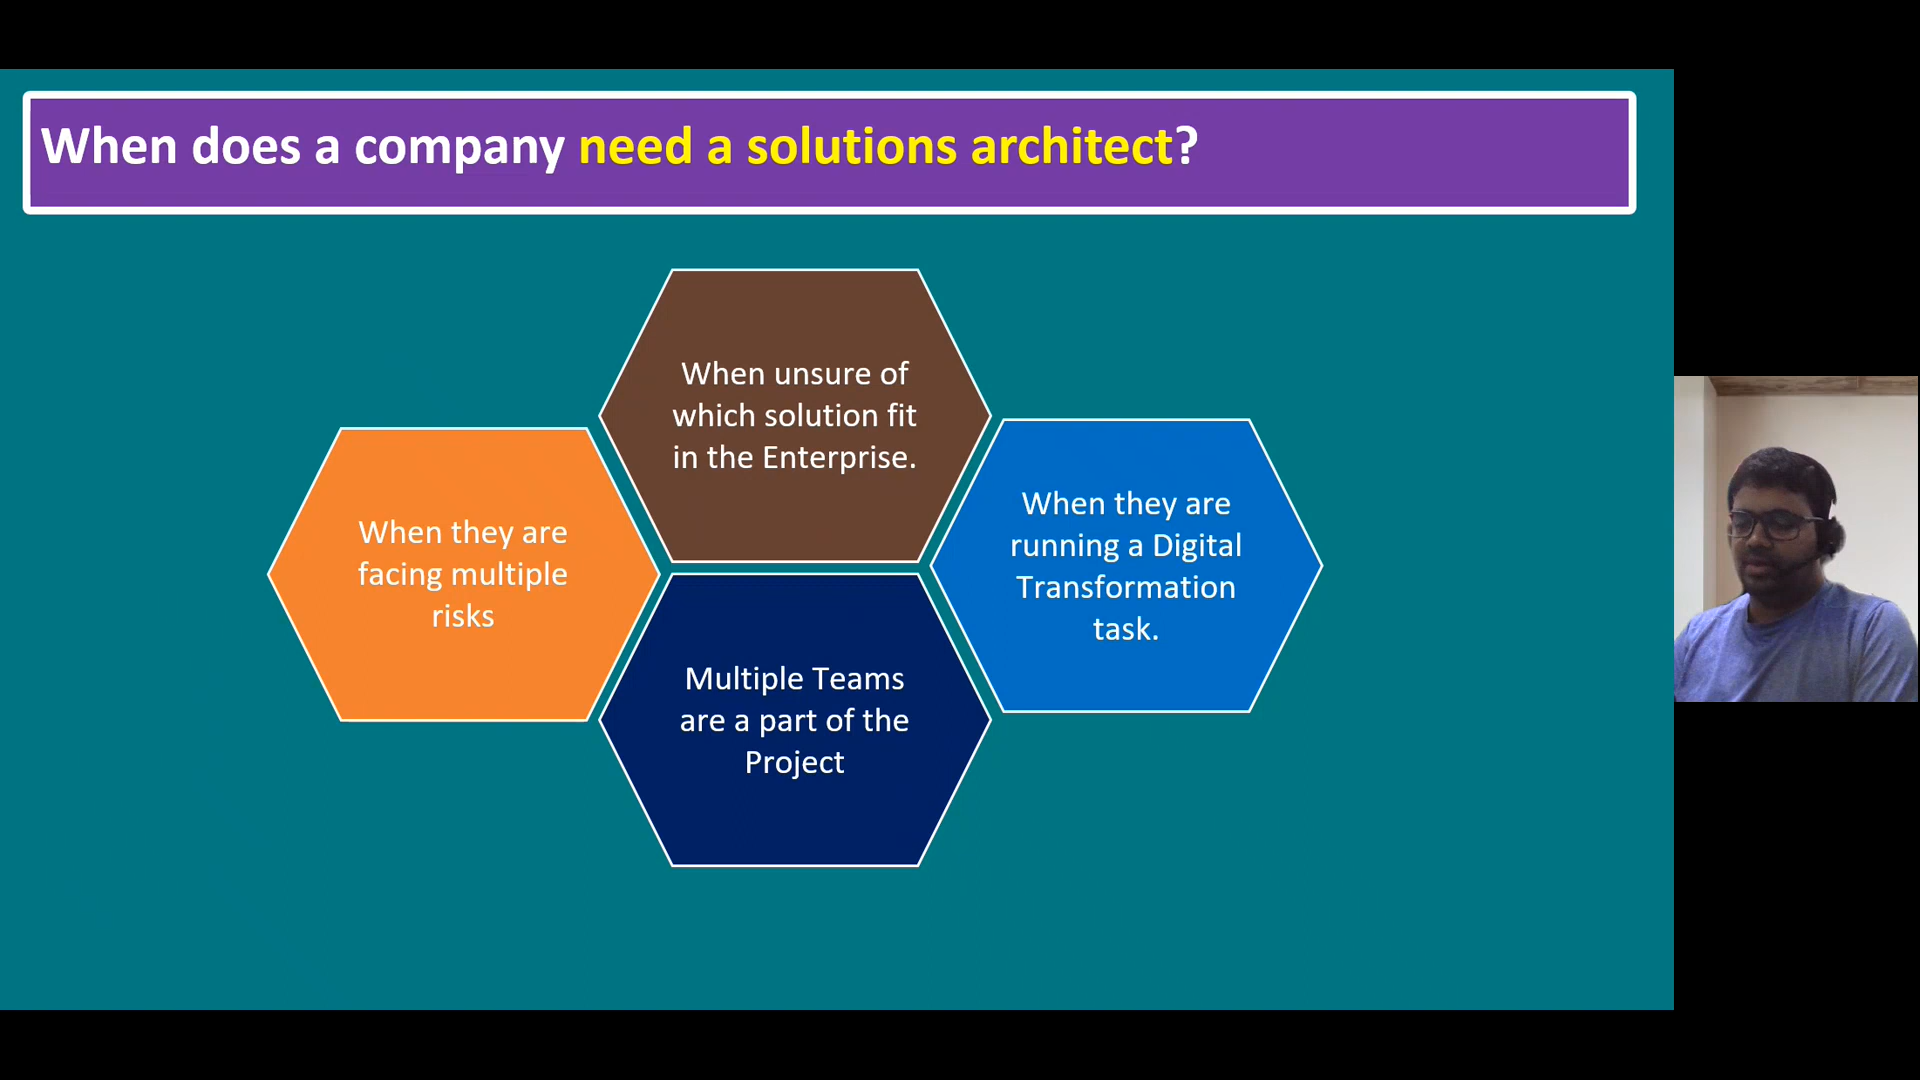 When does a company need a solutions architect?
When unsure of
which solution fit
in the Enterprise.
When they are
facing multiple
risks
When they are
running a Digital
Transformation
task.
Multiple Teams
are a part of the
Project